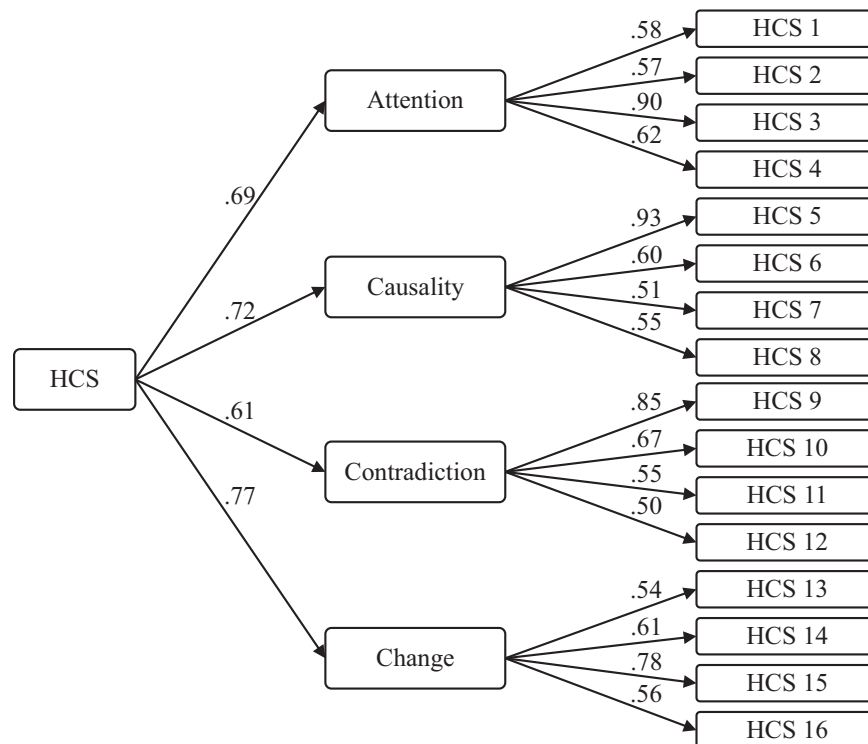 HCS
.69
.72
.61
.77
Attention
Causality
Contradiction
Change
.58
.57
.90
.62
.93
.60
.51
.55
.85
.67
.55
.50
.54
.61
.78
.56
HCS 1
HCS 2
HCS 3
HCS 4
HCS 5
HCS 6
HCS 7
HCS 8
HCS 9
HCS 10
HCS 11
HCS 12
HCS 13
HCS 14
HCS 15
HCS 16